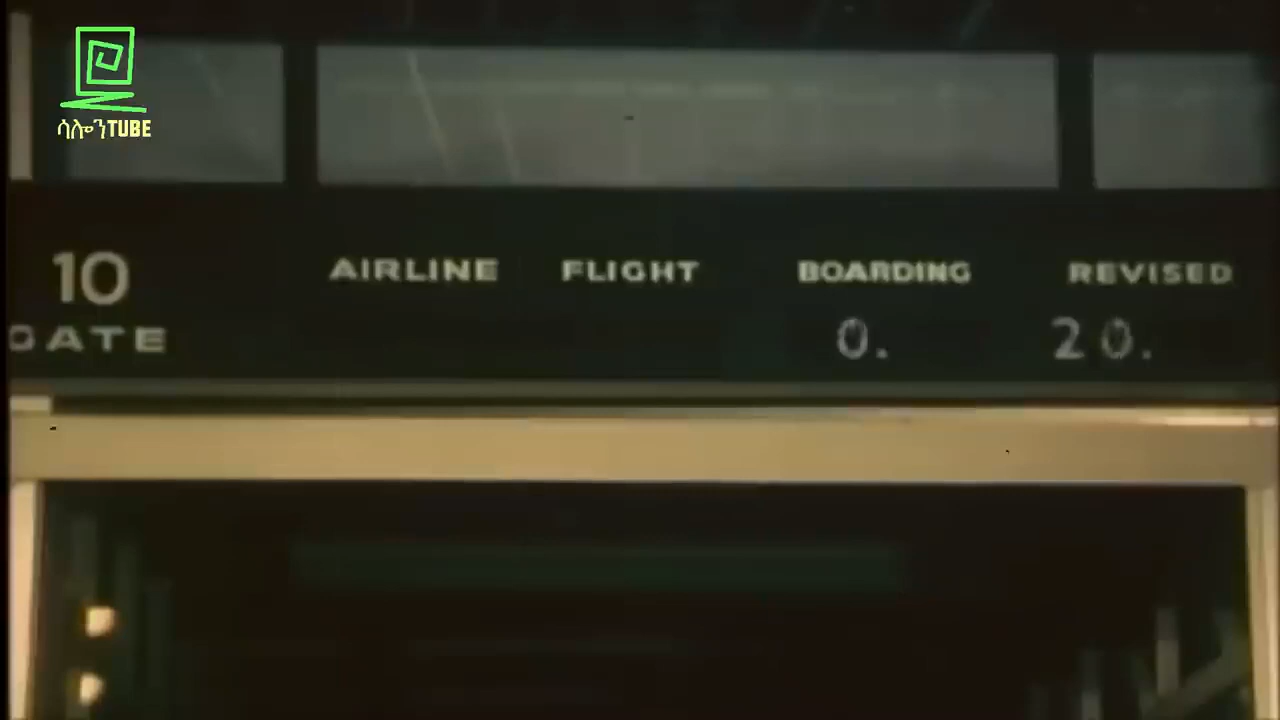 ሳሎንTUBE
10
GATE
AIRLINE FLIGHT BOARDING REVISED
0. 20.